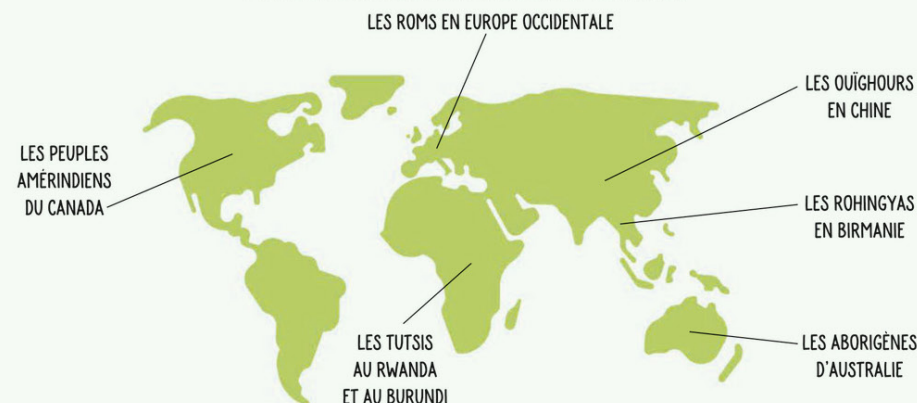 LES ROMS EN EUROPE OCCIDENTALE
LES OUÏGHOURS
EN CHINE
LES PEUPLES
AMÉRINDIENS
DU CANADA
LES ROHINGYAS
EN BIRMANIE
LES TUTSIS
AU RWANDA
ET AU BURUNDI
LES ABORIGÈNES
D'AUSTRALIE